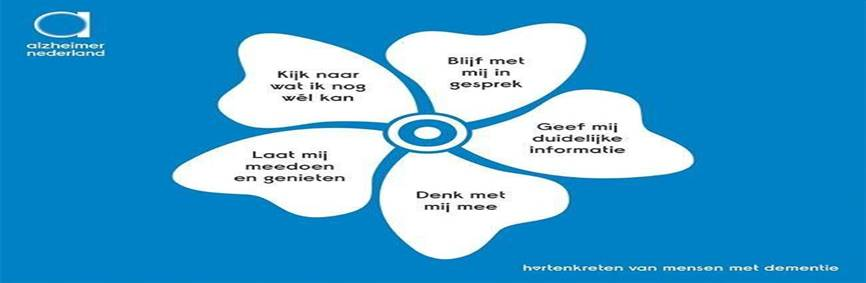 alzheimer
nederland
Kijk naar
wat ik nog
wél kan
Blijf met
mij in
gesprek
Geef mij
duidelijke
informatie
Denk met
mij mee
Laat mij
meedoen
en genieten
hartenkreten van mensen met dementie